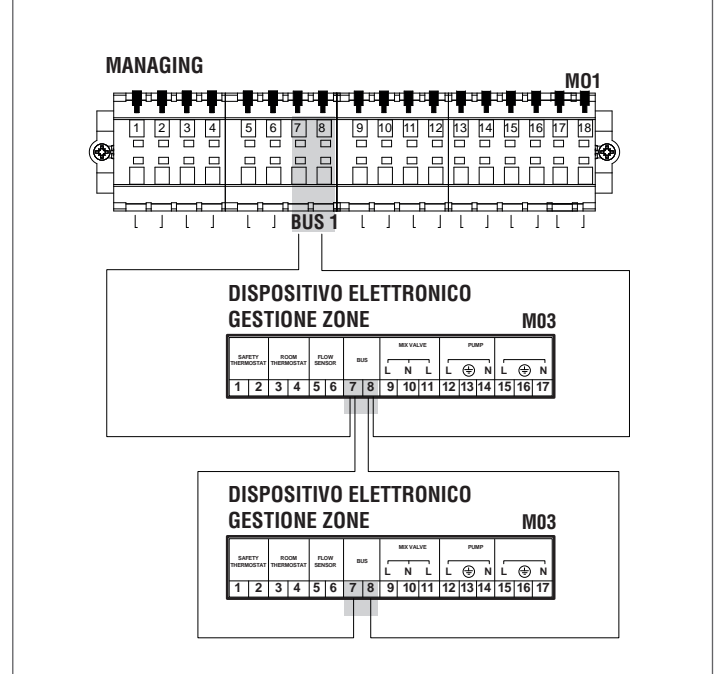 MANAGING
M01
1 2 3 4 5 6 7 8 9 10 11 12 13 14 15 16 17 18
BUS 1
DISPOSITIVO ELETTRONICO
GESTIONE ZONE M03
SAFETY THERMOSTAT ROOM THERMOSTAT FLOW SENSOR BUS MIX VALVE PUMP
L N L L N L N
1 2 3 4 5 6 7 8 9 10 11 12 13 14 15 16 17
DISPOSITIVO ELETTRONICO
GESTIONE ZONE M03
SAFETY THERMOSTAT ROOM THERMOSTAT FLOW SENSOR BUS MIX VALVE PUMP
L N L L N L N
1 2 3 4 5 6 7 8 9 10 11 12 13 14 15 16 17